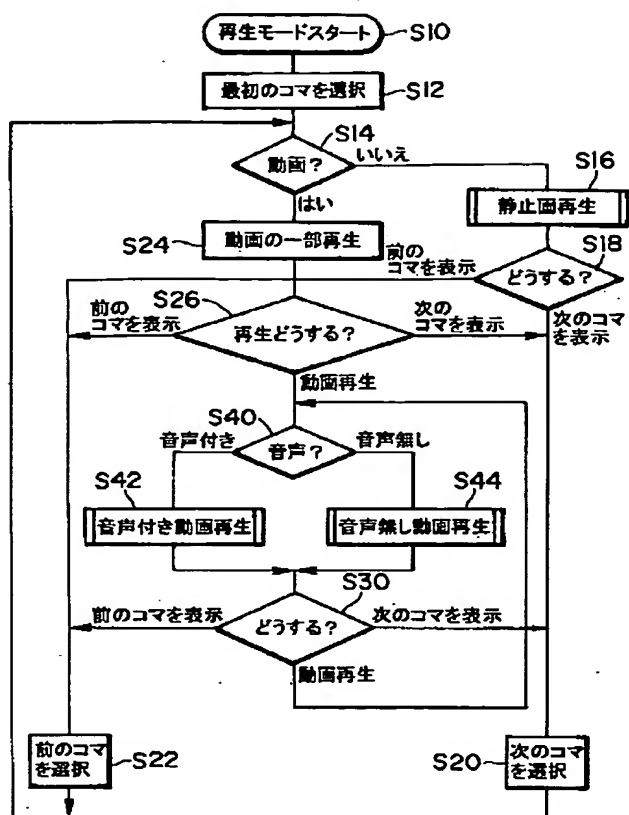 再生モードスタート
S10
最初のコマを選択
S12
S14
動画？
いいえ
はい
S16
静止画再生
S24
動画の一部再生
S18
どうする？
前の
コマを表示
次のコマ
を表示
S26
再生どうする？
前の
コマを表示
次の
コマを表示
動画再生
S40
音声？
音声付き
音声無し
S42
音声付き動画再生
S44
音声無し動画再生
S30
どうする？
前のコマを表示
次のコマを表示
動画再生
前のコマ
を選択
S22
S20
次のコマ
を選択